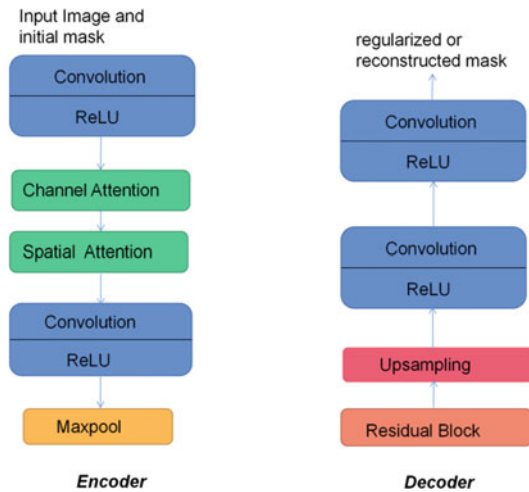 Input Image and
initial mask
Convolution
ReLU
Channel Attention
Spatial Attention
Convolution
ReLU
Maxpool
Encoder
regularized or
reconstructed mask
Convolution
ReLU
Convolution
ReLU
Upsampling
Residual Block
Decoder